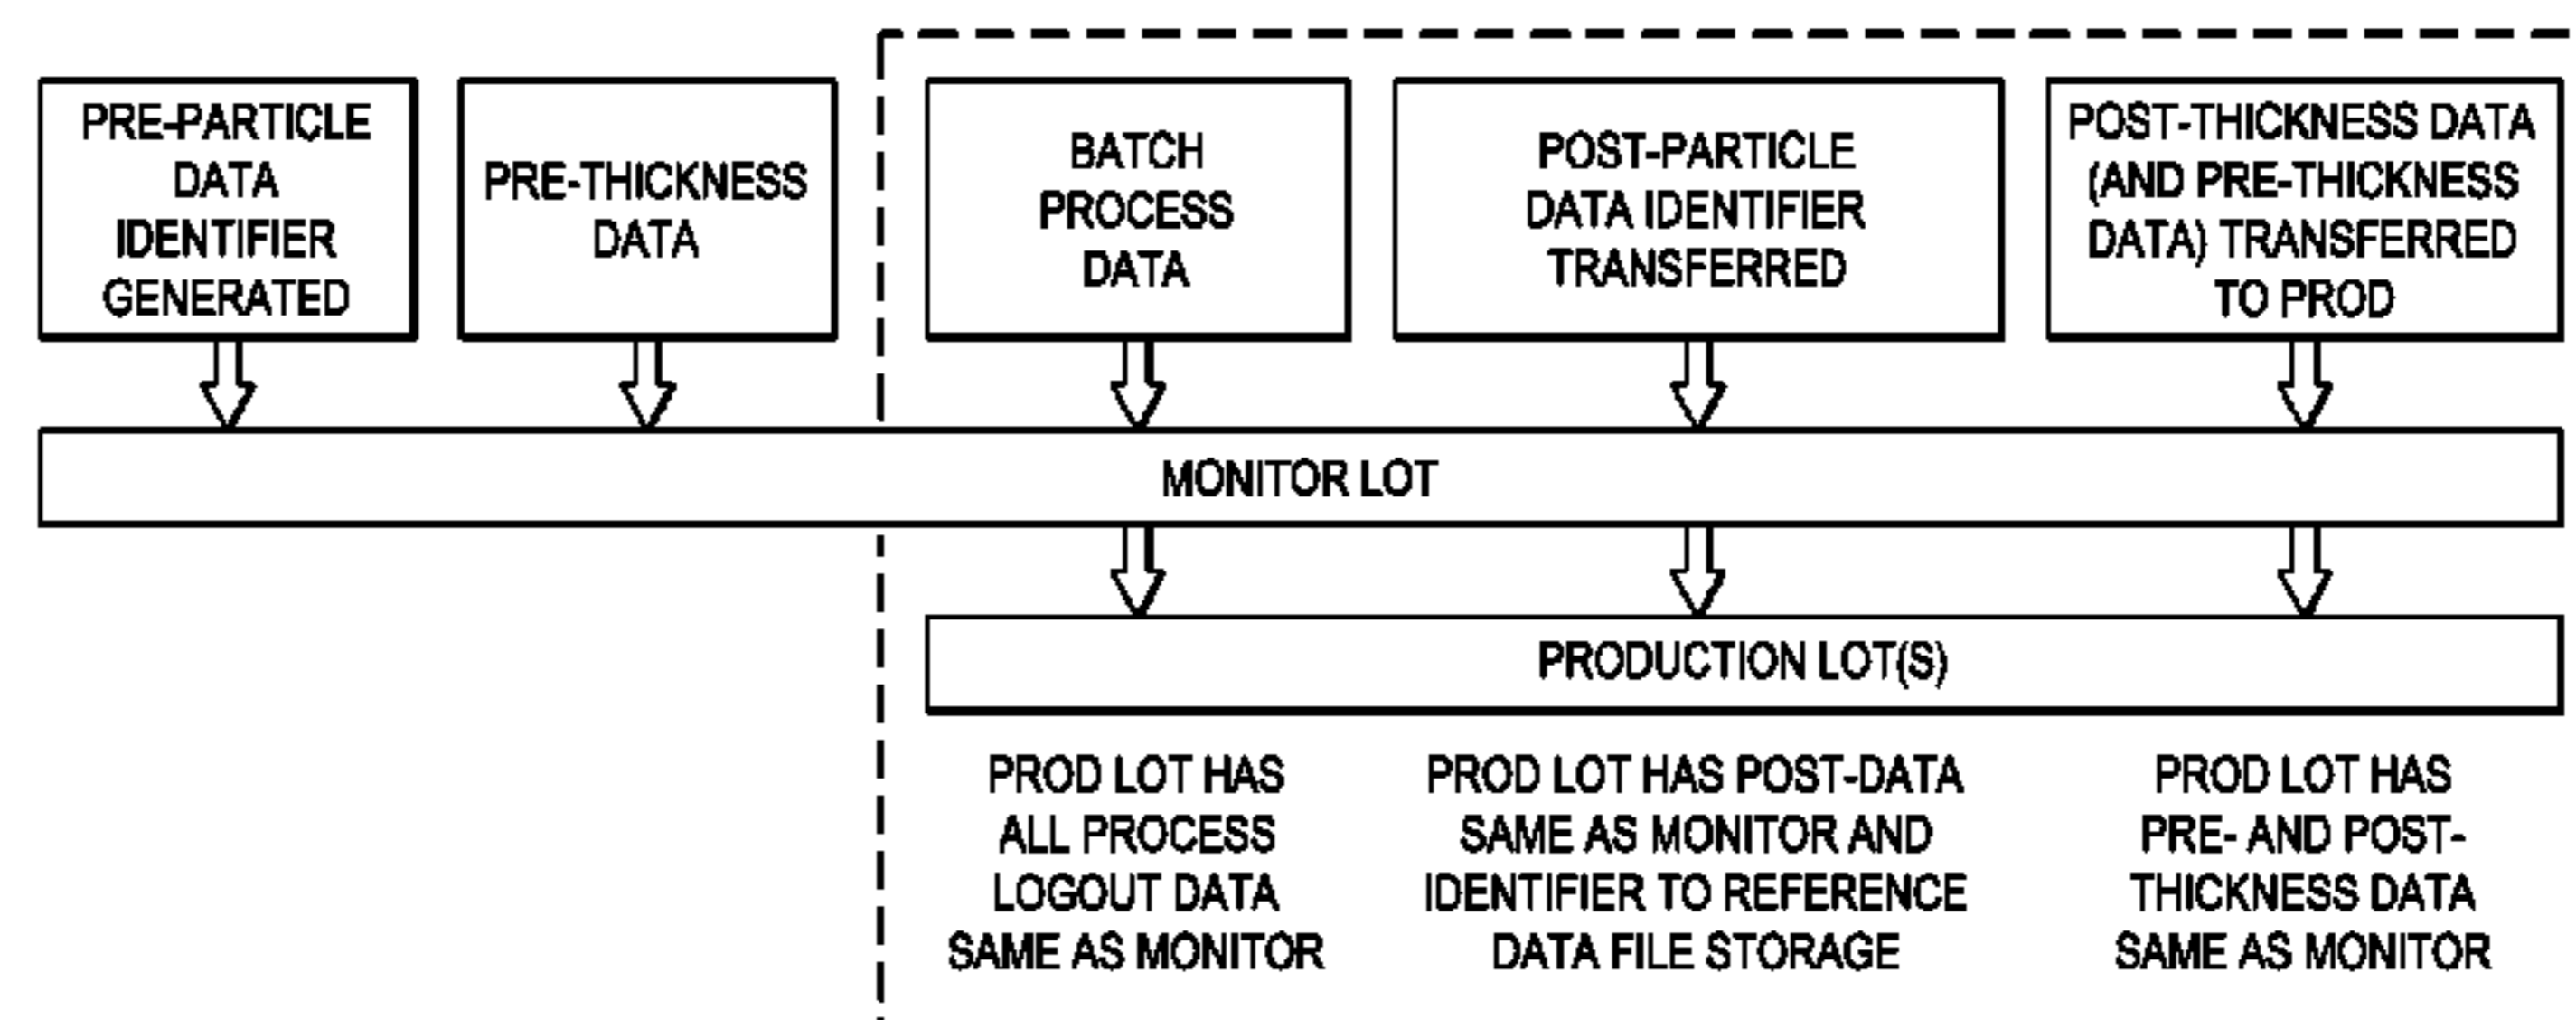 PRE-PARTICLE
DATA
IDENTIFIER
GENERATED
PRE-THICKNESS
DATA
BATCH
PROCESS
DATA
POST-PARTICLE
DATA IDENTIFIER
TRANSFERRED
POST-THICKNESS DATA
(AND PRE-THICKNESS
DATA) TRANSFERRED
TO PROD
MONITOR LOT
PRODUCTION LOT(S)
PROD LOT HAS
ALL PROCESS
LOGOUT DATA
SAME AS MONITOR
PROD LOT HAS POST-DATA
SAME AS MONITOR AND
IDENTIFIER TO REFERENCE
DATA FILE STORAGE
PROD LOT HAS
PRE- AND POST-
THICKNESS DATA
SAME AS MONITOR